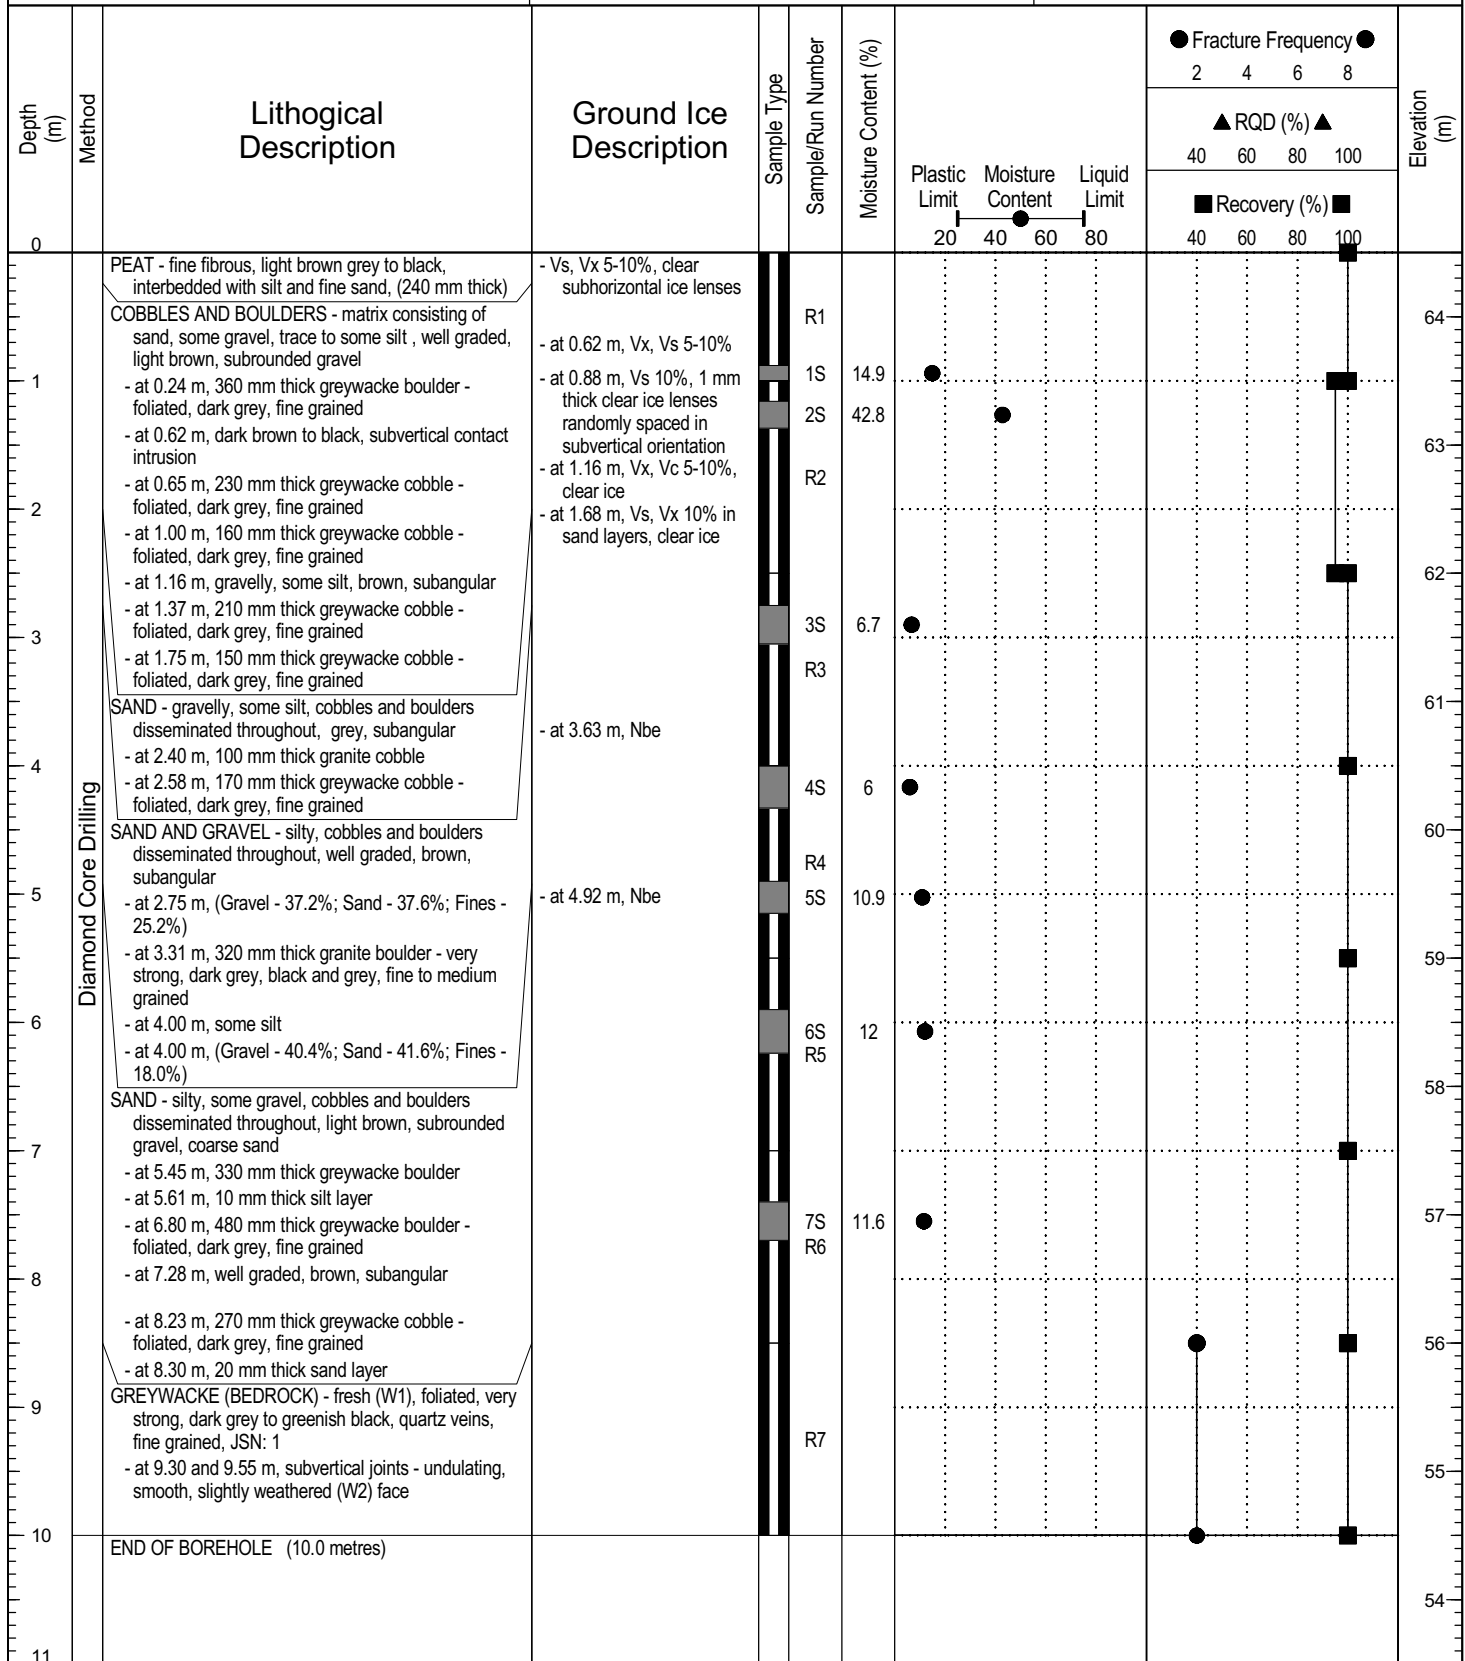 Depth
(m)
Method
Lithogical
Description
Ground Ice
Description
Sample Type
Sample/Run Number
Moisture Content (%)
Plastic Moisture Liquid
Limit Content Limit
20 40 60 80
Fracture Frequency
2 4 6 8
RQD (%)
40 60 80 100
Recovery (%)
40 60 80 100
Elevation
(m)
0
1
2
3
4
5
6
7
8
9
10
11
Diamond Core Drilling
PEAT - fine fibrous, light brown grey to black,
interbedded with silt and fine sand, (240 mm thick)
COBBLES AND BOULDERS - matrix consisting of
sand, some gravel, trace to some silt , well graded,
light brown, subrounded gravel
- at 0.24 m, 360 mm thick greywacke boulder -
foliated, dark grey, fine grained
- at 0.62 m, dark brown to black, subvertical contact
intrusion
- at 0.65 m, 230 mm thick greywacke cobble -
foliated, dark grey, fine grained
- at 1.00 m, 160 mm thick greywacke cobble -
foliated, dark grey, fine grained
- at 1.16 m, gravelly, some silt, brown, subangular
- at 1.37 m, 210 mm thick greywacke cobble -
foliated, dark grey, fine grained
- at 1.75 m, 150 mm thick greywacke cobble -
foliated, dark grey, fine grained
SAND - gravelly, some silt, cobbles and boulders
disseminated throughout, grey, subangular
- at 2.40 m, 100 mm thick granite cobble
- at 2.58 m, 170 mm thick greywacke cobble -
foliated, dark grey, fine grained
SAND AND GRAVEL - silty, cobbles and boulders
disseminated throughout, well graded, brown,
subangular
- at 2.75 m, (Gravel - 37.2%; Sand - 37.6%; Fines -
25.2%)
- at 3.31 m, 320 mm thick granite boulder - very
strong, dark grey, black and grey, fine to medium
grained
- at 4.00 m, some silt
- at 4.00 m, (Gravel - 40.4%; Sand - 41.6%; Fines -
18.0%)
SAND - silty, some gravel, cobbles and boulders
disseminated throughout, light brown, subrounded
gravel, coarse sand
- at 5.45 m, 330 mm thick greywacke boulder
- at 5.61 m, 10 mm thick silt layer
- at 6.80 m, 480 mm thick greywacke boulder -
foliated, dark grey, fine grained
- at 7.28 m, well graded, brown, subangular
- at 8.23 m, 270 mm thick greywacke cobble -
foliated, dark grey, fine grained
- at 8.30 m, 20 mm thick sand layer
GREYWACKE (BEDROCK) - fresh (W1), foliated, very
strong, dark grey to greenish black, quartz veins,
fine grained, JSN: 1
- at 9.30 and 9.55 m, subvertical joints - undulating,
smooth, slightly weathered (W2) face
END OF BOREHOLE (10.0 metres)
- Vs, Vx 5-10%, clear
subhorizontal ice lenses
- at 0.62 m, Vx, Vs 5-10%
- at 0.88 m, Vs 10%, 1 mm
thick clear ice lenses
randomly spaced in
subvertical orientation
- at 1.16 m, Vx, Vc 5-10%,
clear ice
- at 1.68 m, Vs, Vx 10% in
sand layers, clear ice
- at 3.63 m, Nbe
- at 4.92 m, Nbe
R1
1S 14.9
2S 42.8
R2
3S 6.7
R3
4S 6
R4
5S 10.9
6S 12
R5
7S 11.6
R6
R7
64
63
62
61
60
59
58
57
56
55
54